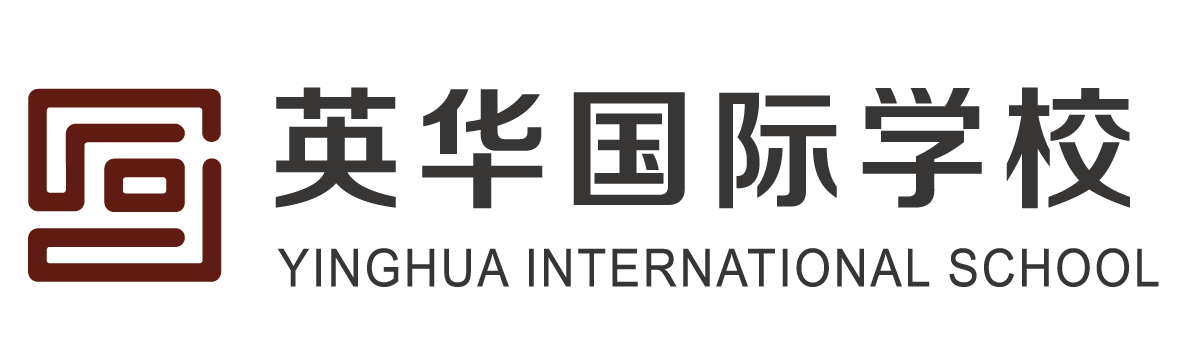 英华国际学校
YINGHUA INTERNATIONAL SCHOOL